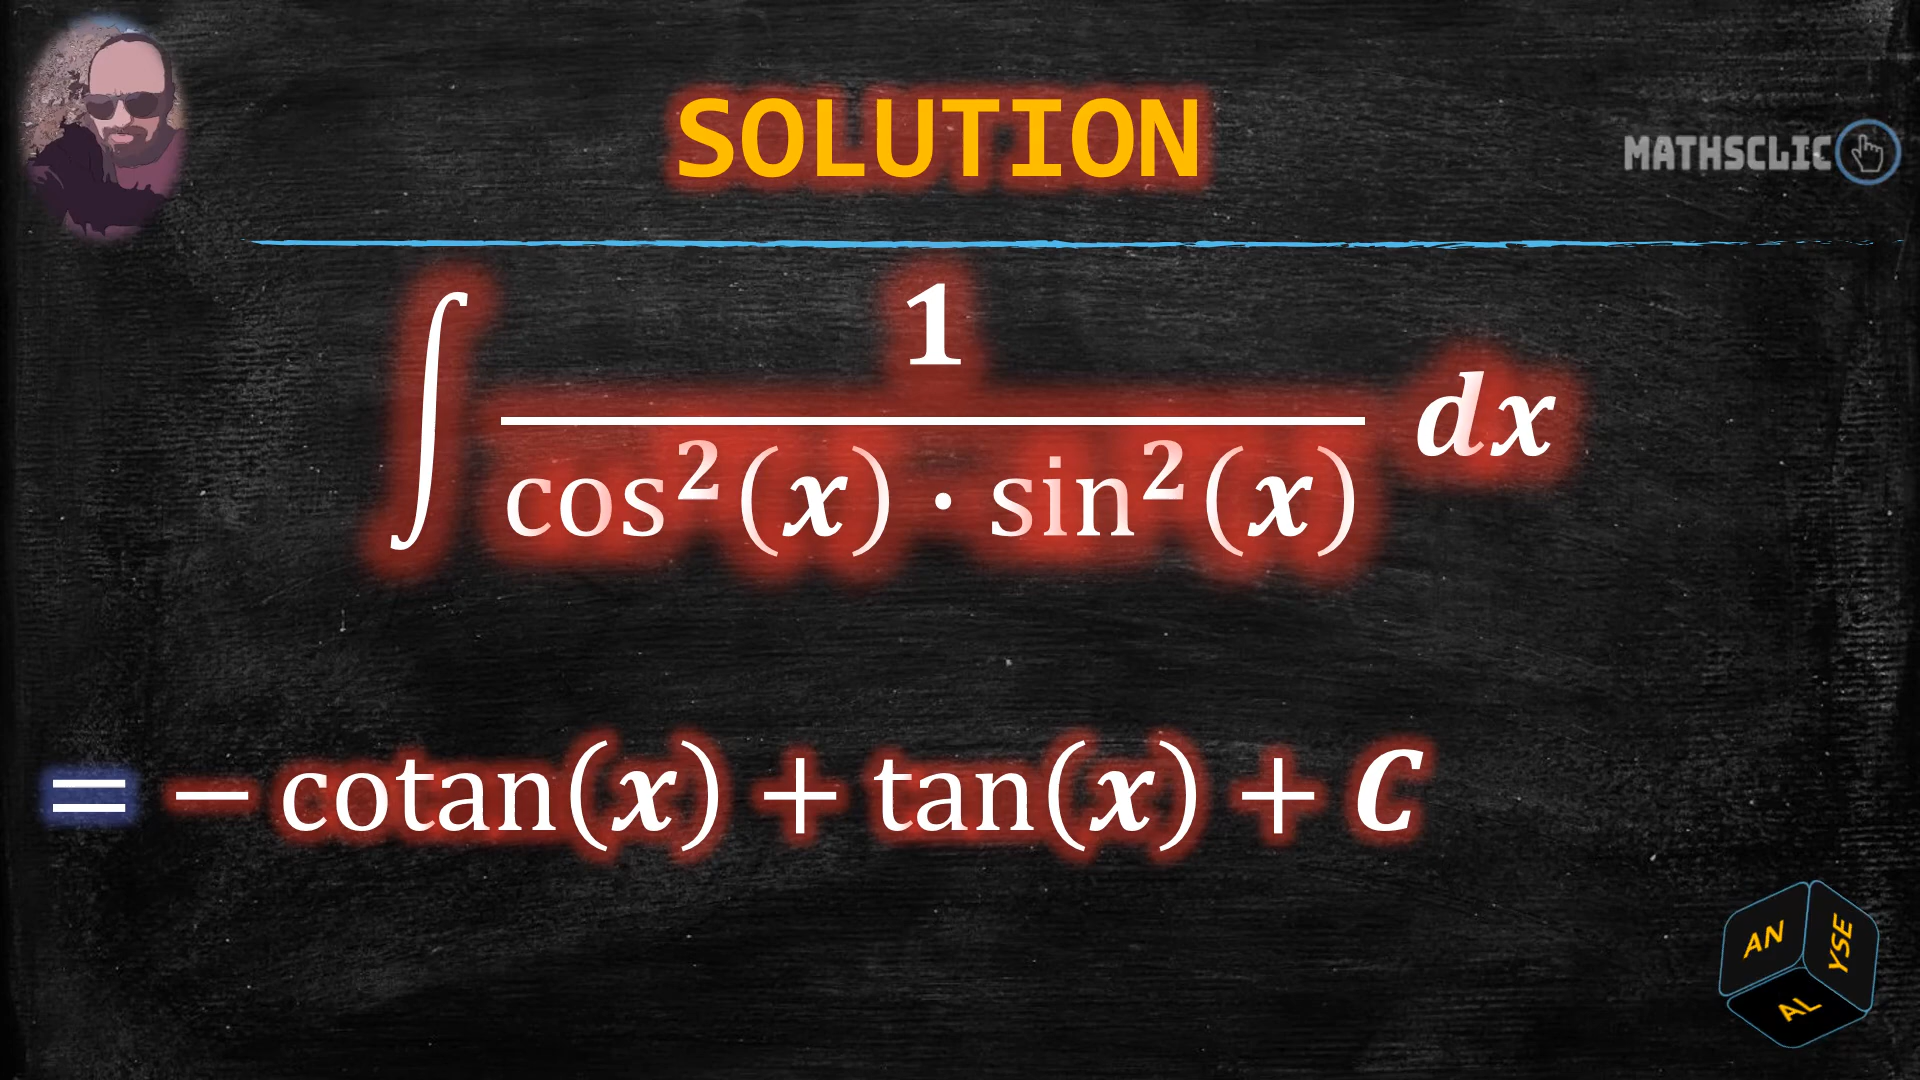 SOLUTION
MATHSCLIC
∫ 1 / cos²(x) · sin²(x) dx
= − cotan(x) + tan(x) + C
AN
AL
YSE